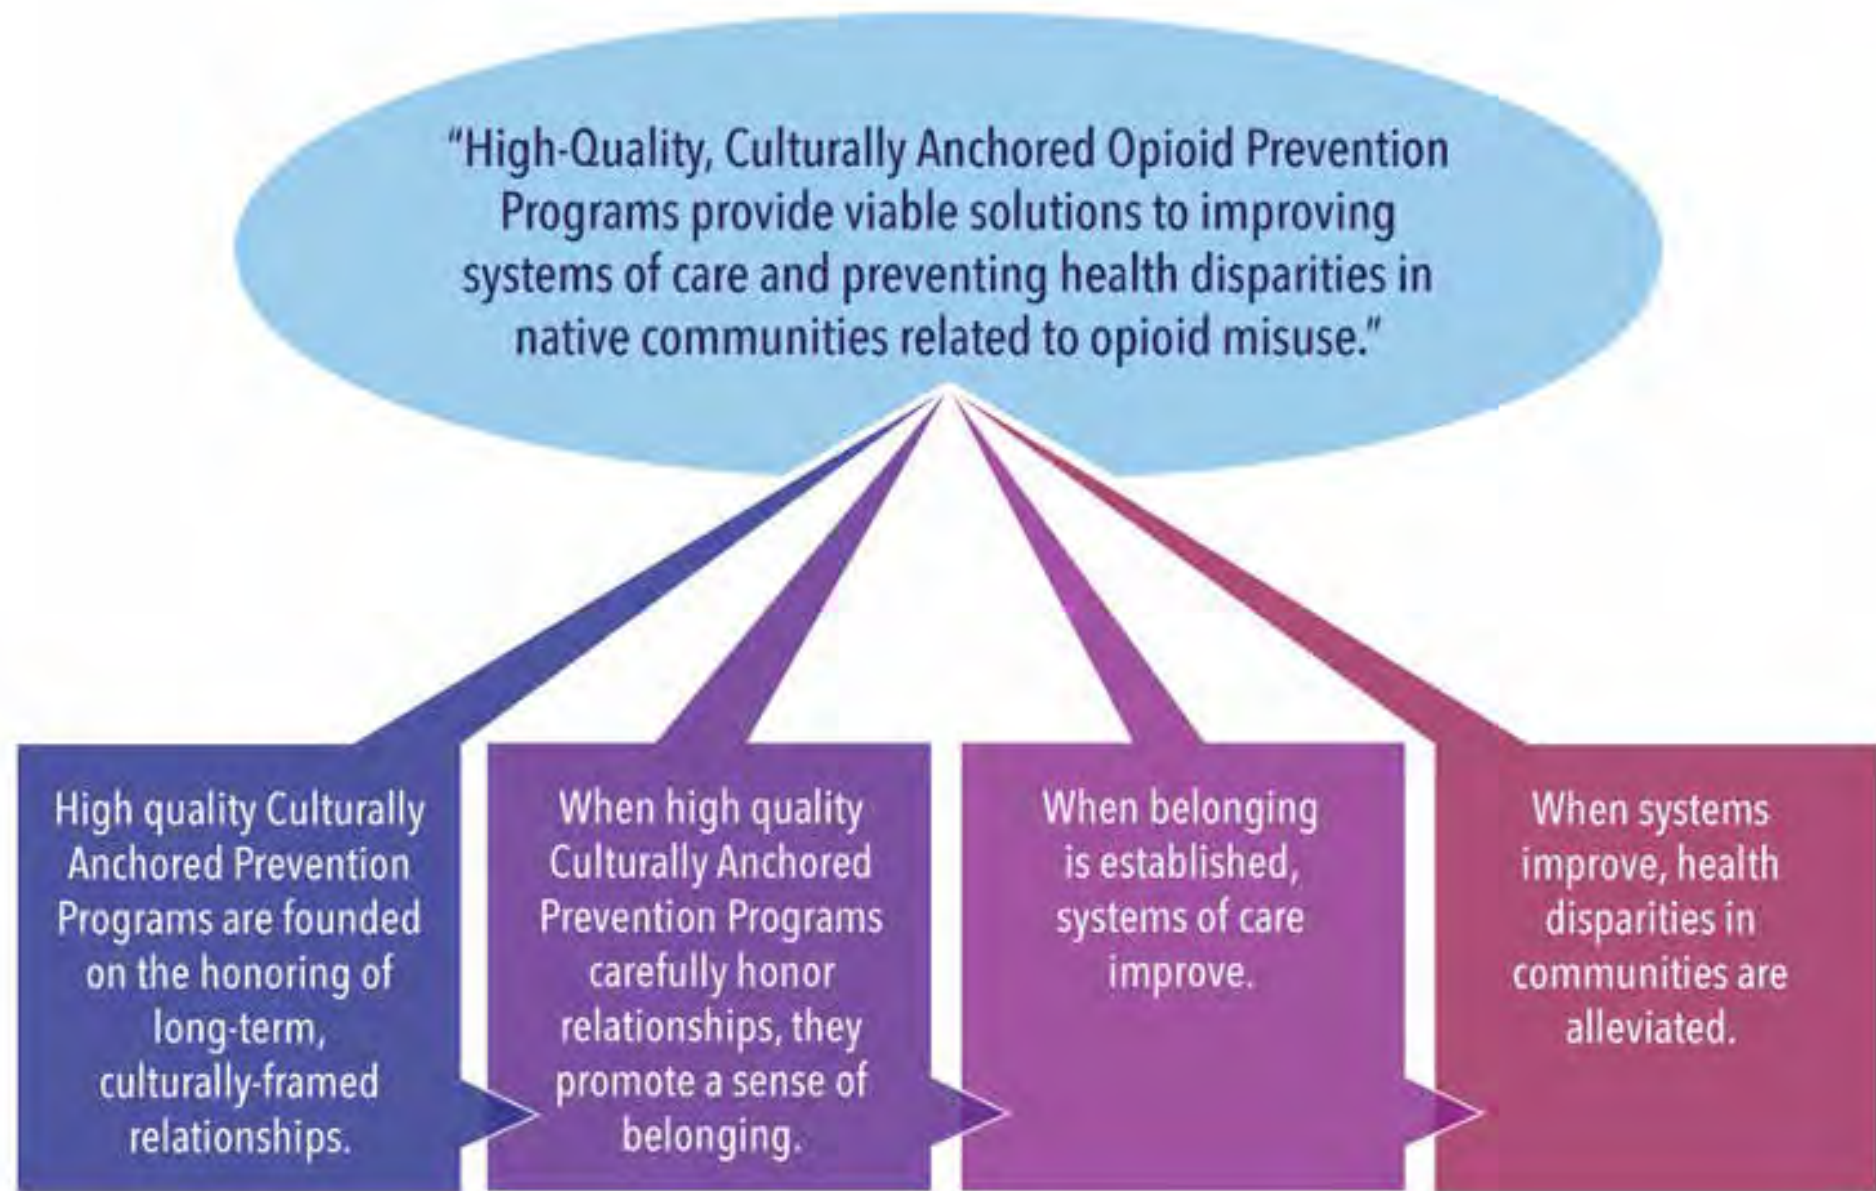 “High-Quality, Culturally Anchored Opioid Prevention
Programs provide viable solutions to improving
systems of care and preventing health disparities in
native communities related to opioid misuse.”
High quality Culturally
Anchored Prevention
Programs are founded
on the honoring of
long-term,
culturally-framed
relationships.
When high quality
Culturally Anchored
Prevention Programs
carefully honor
relationships, they
promote a sense of
belonging.
When belonging
is established,
systems of care
improve.
When systems
improve, health
disparities in
communities are
alleviated.